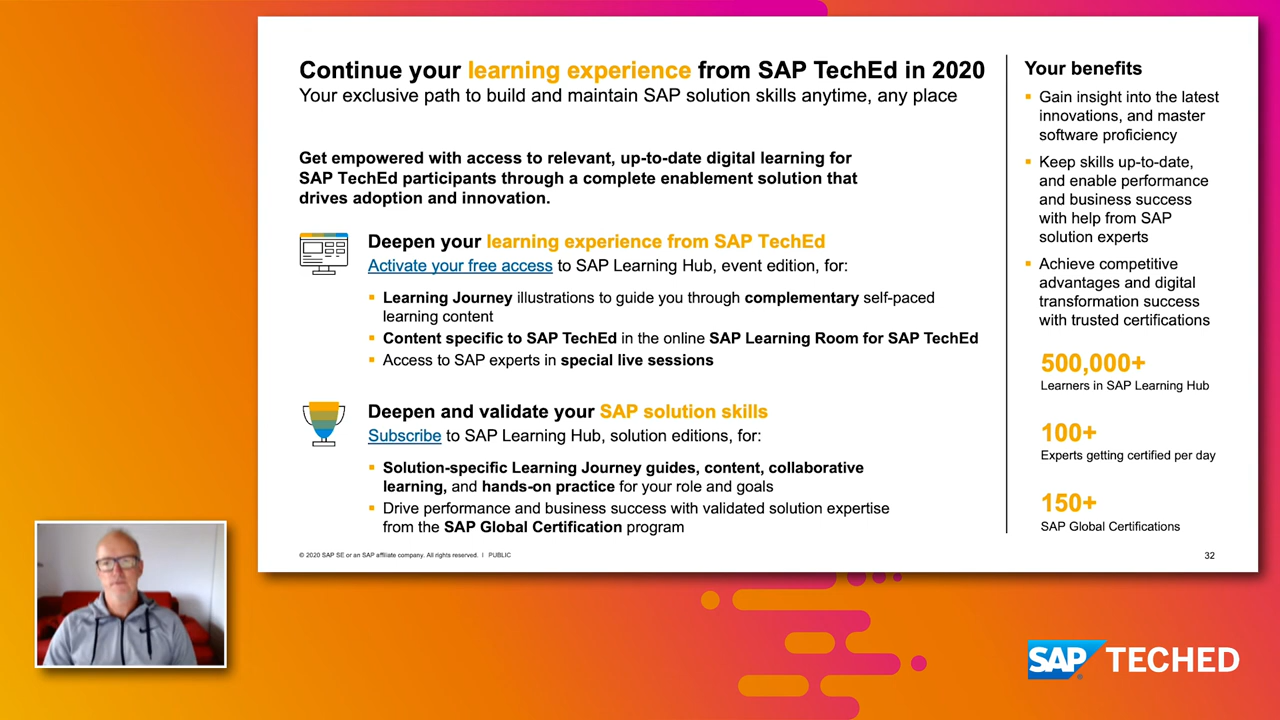 Continue your learning experience from SAP TechEd in 2020
Your exclusive path to build and maintain SAP solution skills anytime, any place
Get empowered with access to relevant, up-to-date digital learning for
SAP TechEd participants through a complete enablement solution that
drives adoption and innovation.
Deepen your learning experience from SAP TechEd
Activate your free access to SAP Learning Hub, event edition, for:
Learning Journey illustrations to guide you through complementary self-paced
learning content
Content specific to SAP TechEd in the online SAP Learning Room for SAP TechEd
Access to SAP experts in special live sessions
Deepen and validate your SAP solution skills
Subscribe to SAP Learning Hub, solution editions, for:
Solution-specific Learning Journey guides, content, collaborative
learning, and hands-on practice for your role and goals
Drive performance and business success with validated solution expertise
from the SAP Global Certification program
© 2020 SAP SE or an SAP affiliate company. All rights reserved. I PUBLIC
Your benefits
Gain insight into the latest
innovations, and master
software proficiency
Keep skills up-to-date,
and enable performance
and business success
with help from SAP
solution experts
Achieve competitive
advantages and digital
transformation success
with trusted certifications
500,000+
Learners in SAP Learning Hub
100+
Experts getting certified per day
150+
SAP Global Certifications
32
SAP TECHED